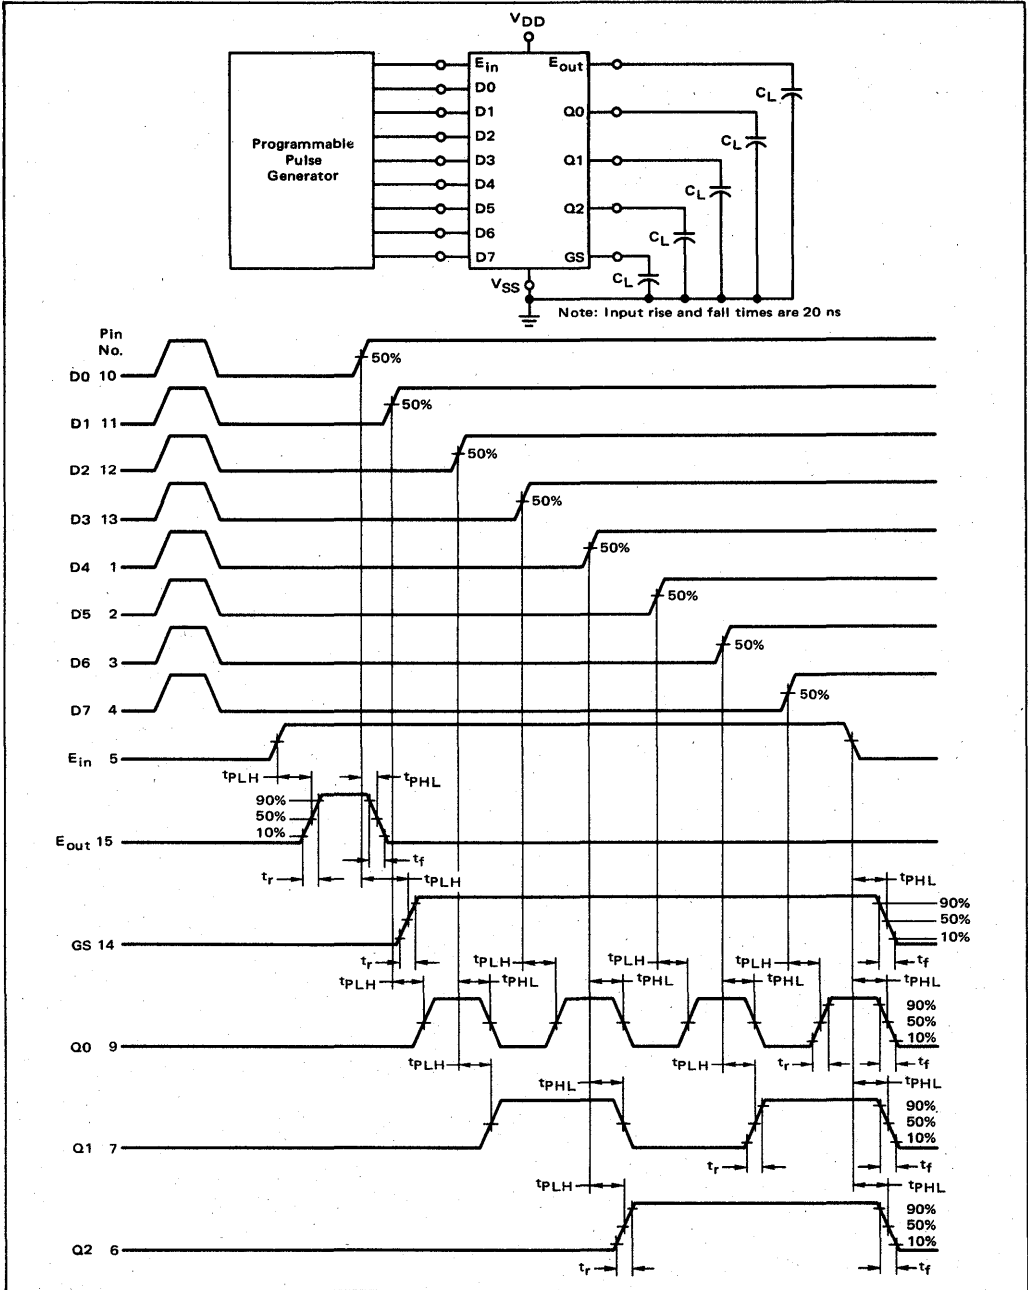 VDD
Programmable
Pulse
Generator
Ein
D0
D1
D2
D3
D4
D5
D6
D7
Eout
Q0
Q1
Q2
GS
CL
CL
CL
CL
CL
VSS
Note: Input rise and fall times are 20 ns
Pin
No.
D0 10
50%
D1 11
50%
D2 12
50%
D3 13
50%
D4 1
50%
D5 2
50%
D6 3
50%
D7 4
50%
Ein 5
tPLH
tPHL
90%
50%
10%
Eout 15
tf
tr
tPLH
tPHL
90%
50%
10%
GS 14
tr
tf
tPLH
tPLH
tPLH
tPLH
tPHL
tPHL
tPHL
tPHL
90%
50%
10%
Q0 9
tPLH
tPLH
tr
tf
tPHL
tPHL
90%
50%
10%
Q1 7
tr
tf
tPLH
tPHL
90%
50%
10%
Q2 6
tr
tf